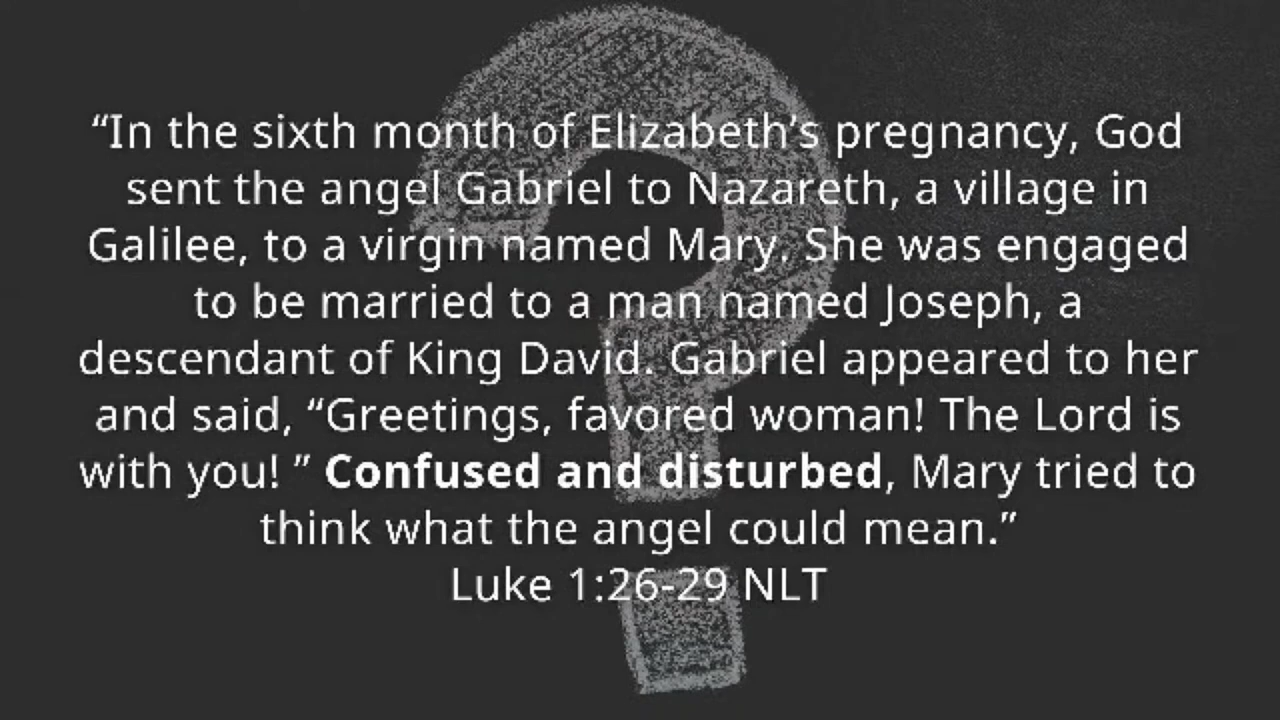 “In the sixth month of Elizabeth’s pregnancy, God
sent the angel Gabriel to Nazareth, a village in
Galilee, to a virgin named Mary. She was engaged
to be married to a man named Joseph, a
descendant of King David. Gabriel appeared to her
and said, “Greetings, favored woman! The Lord is
with you! ” Confused and disturbed, Mary tried to
think what the angel could mean.”
Luke 1:26-29 NLT